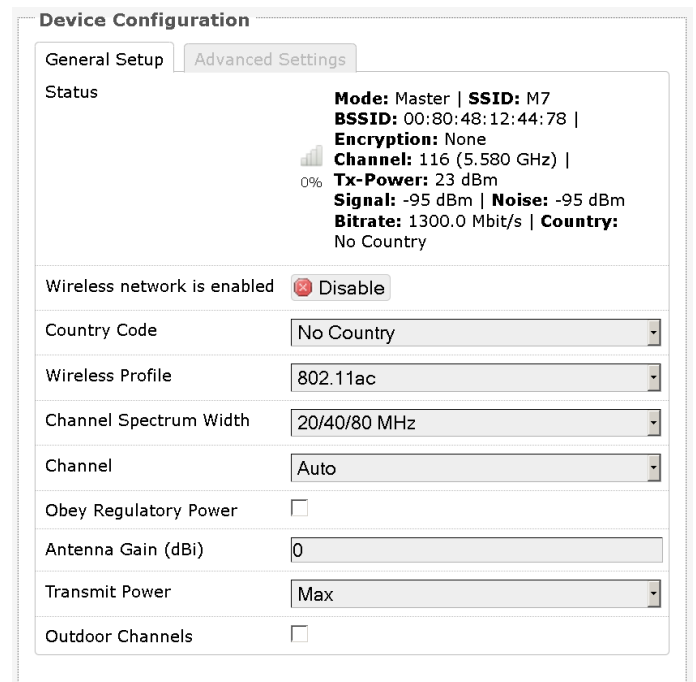 Device Configuration
General Setup
Advanced Settings
Status
Mode: Master | SSID: M7
BSSID: 00:80:48:12:44:78 |
Encryption: None
Channel: 116 (5.580 GHz) |
0%
Tx-Power: 23 dBm
Signal: -95 dBm | Noise: -95 dBm
Bitrate: 1300.0 Mbit/s | Country:
No Country
Wireless network is enabled
Disable
Country Code
No Country
Wireless Profile
802.11ac
Channel Spectrum Width
20/40/80 MHz
Channel
Auto
Obey Regulatory Power
Antenna Gain (dBi)
0
Transmit Power
Max
Outdoor Channels